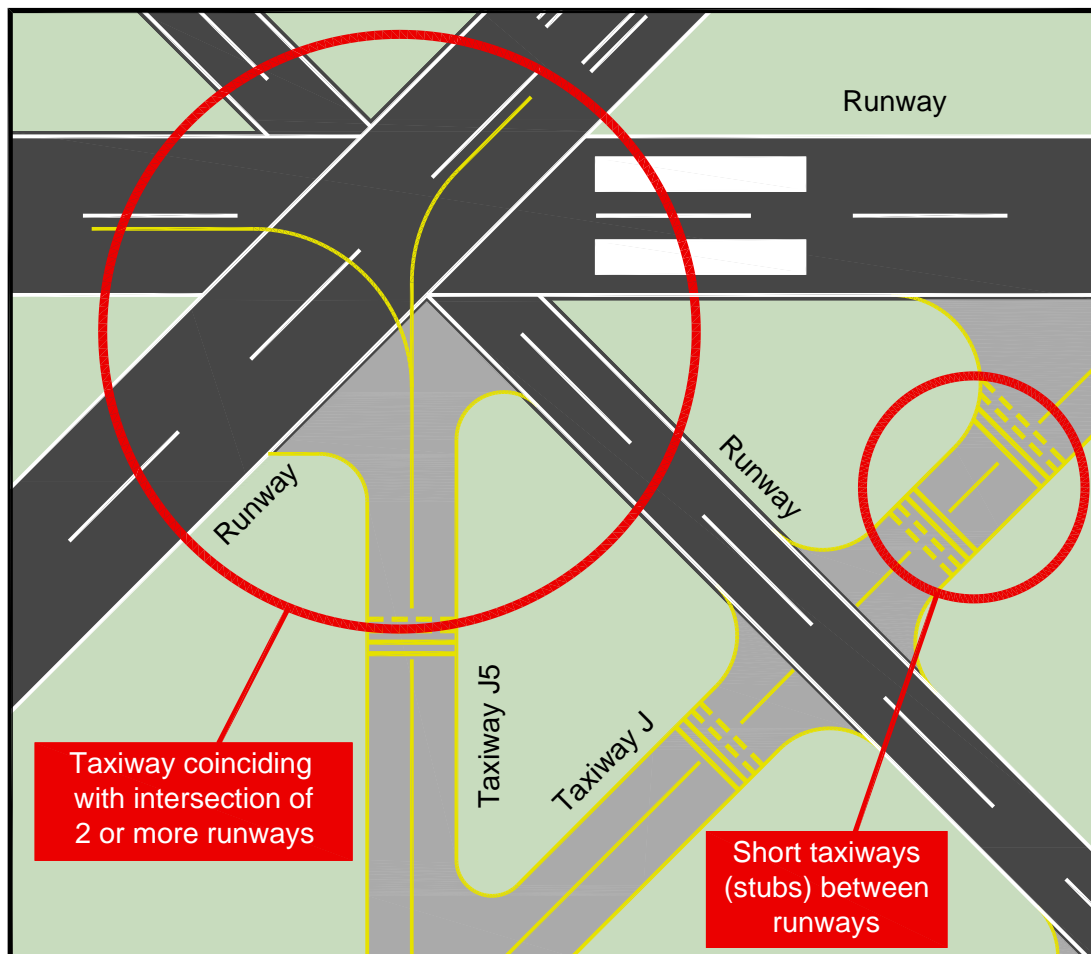 Runway
Runway
Runway
Taxiway J5
Taxiway J
Taxiway coinciding
with intersection of
2 or more runways
Short taxiways
(stubs) between
runways